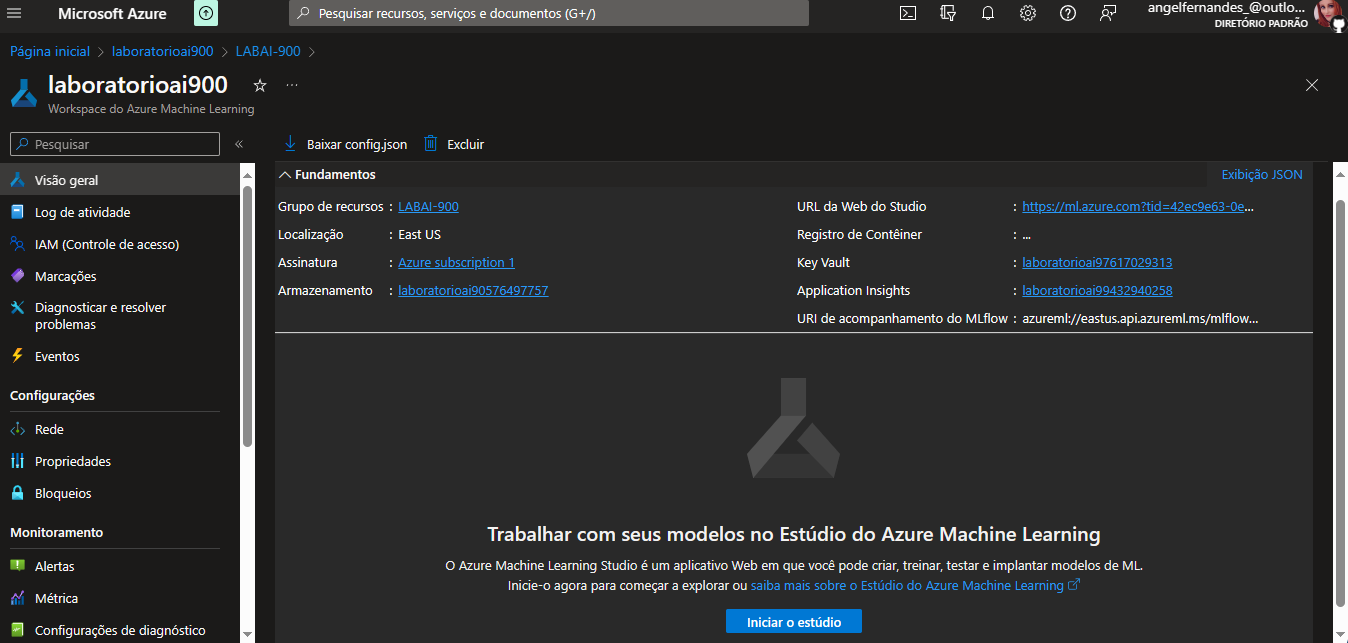 Microsoft Azure
Pesquisar recursos, serviços e documentos (G+/)
angelfernandes_@outlo...
DIRETÓRIO PADRÃO
Página inicial > laboratorioai900 > LABAI-900 >
laboratorioai900
Workspace do Azure Machine Learning
Pesquisar
Baixar config.json
Excluir
Visão geral
Log de atividade
IAM (Controle de acesso)
Marcações
Diagnosticar e resolver
problemas
Eventos
Configurações
Rede
Propriedades
Bloqueios
Monitoramento
Alertas
Métrica
Configurações de diagnóstico
Fundamentos
Exibição JSON
Grupo de recursos : LABAI-900
Localização : East US
Assinatura : Azure subscription 1
Armazenamento : laboratorioai90576497757
URL da Web do Studio : https://ml.azure.com?tid=42ec9e63-0e...
Registro de Contêiner : ...
Key Vault : laboratorioai97617029313
Application Insights : laboratorioai99432940258
URI de acompanhamento do MLflow : azureml://eastus.api.azureml.ms/mlflow...
Trabalhar com seus modelos no Estúdio do Azure Machine Learning
O Azure Machine Learning Studio é um aplicativo Web em que você pode criar, treinar, testar e implantar modelos de ML.
Inicie-o agora para começar a explorar ou saiba mais sobre o Estúdio do Azure Machine Learning
Iniciar o estúdio